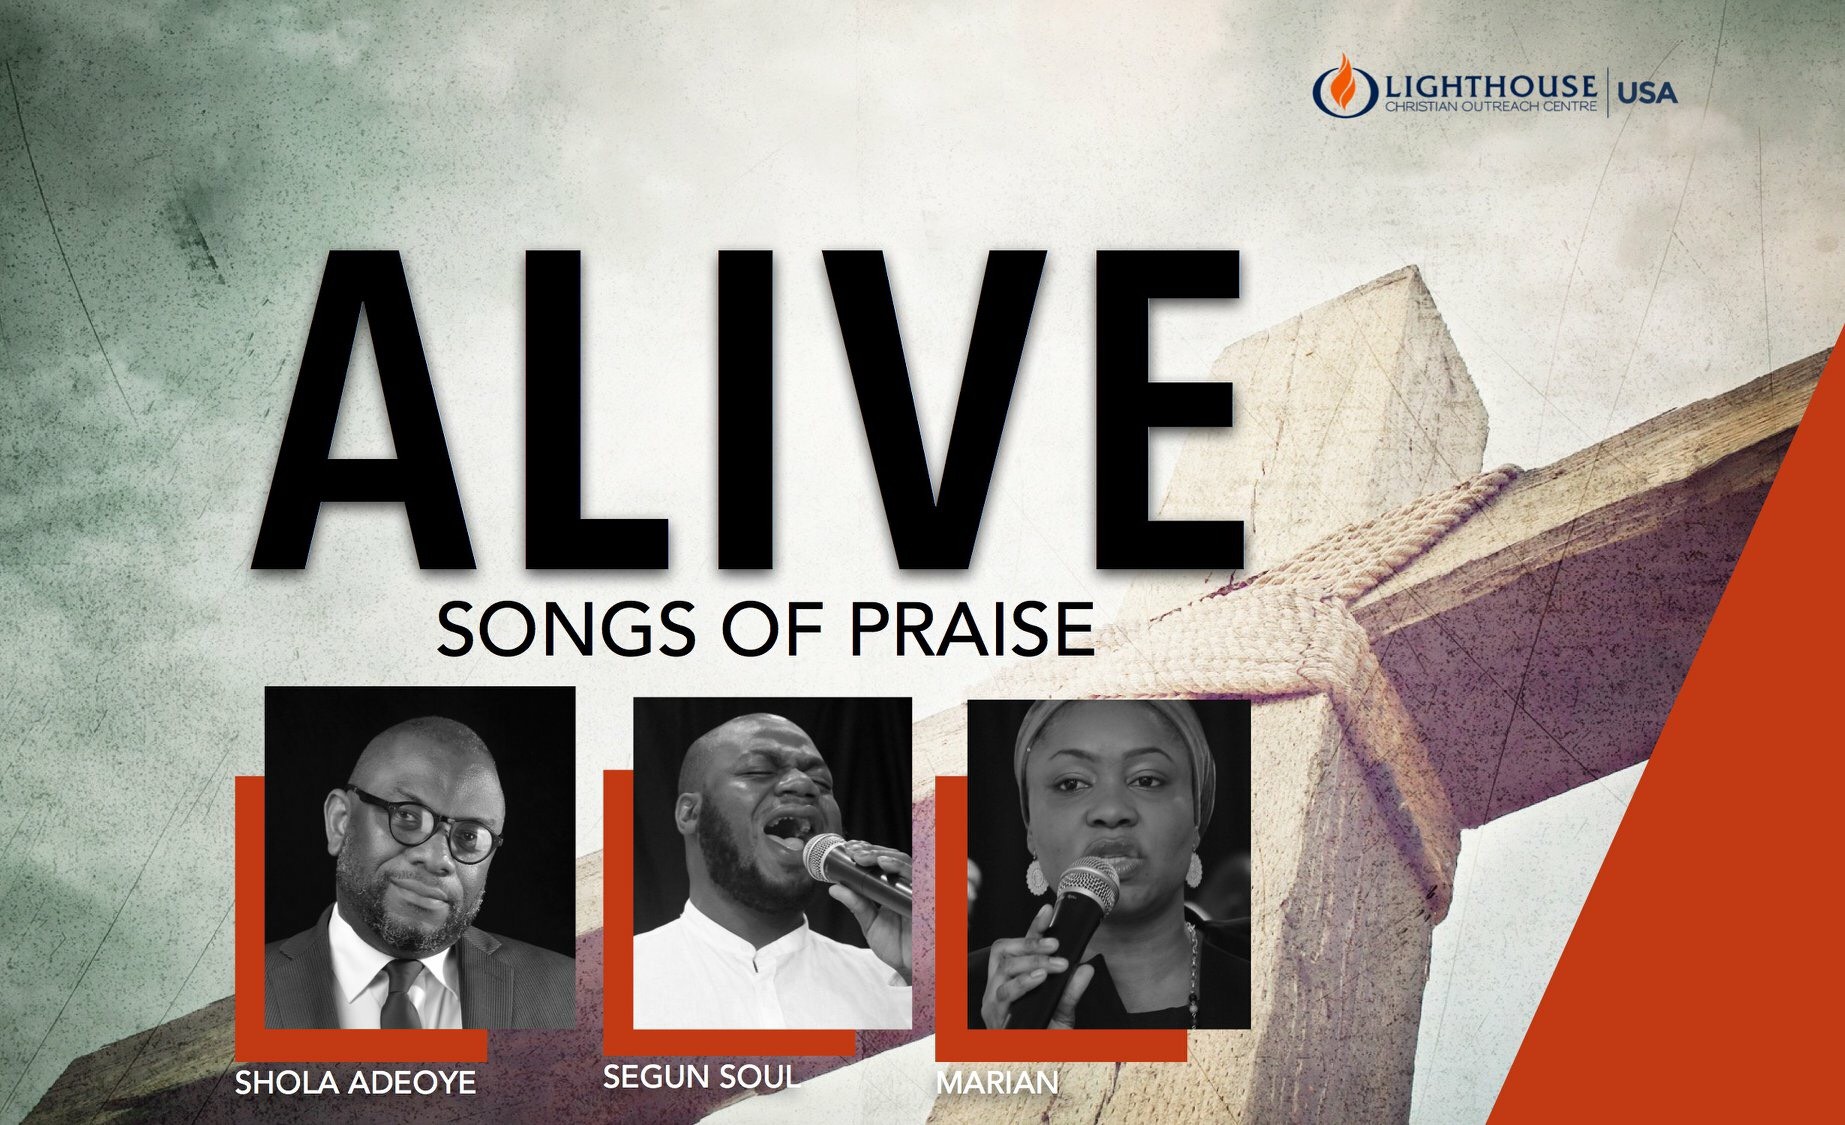 LIGHTHOUSE
CHRISTIAN OUTREACH CENTRE
USA
ALIVE
SONGS OF PRAISE
SHOLA ADEOYE
SEGUN SOUL
MARIAN